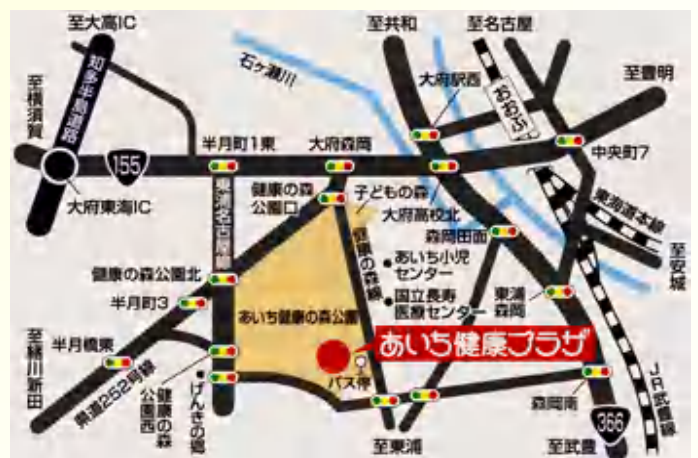 至大高IC
至共和
至名古屋
石ヶ瀬川
至豊明
知多半島道路
至横須賀
大府駅西
おおぶ
半月町1東
大府森岡
中央町7
155
大府東海IC
東浦名古屋
健康の森
公園口
子どもの森
大府高校北
東海道本線
森岡田面
健康の森線
あいち小児
センター
至安城
健康の森公園北
国立長寿
医療センター
東浦
森岡
半月町3
あいち健康の森公園
あいち健康プラザ
至緒川新田
半月橋東
県道252号線
バス停
JR武豊線
健康の森
公園西
げんきの郷
森岡南
366
至東浦
至武豊